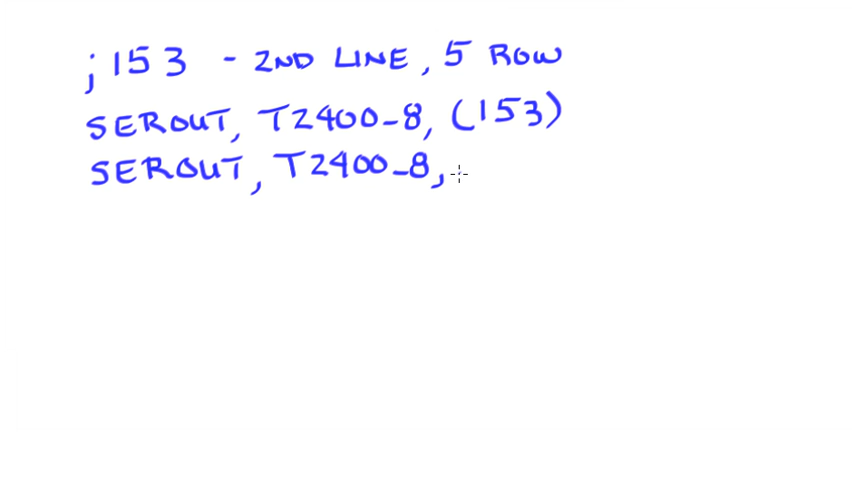 ;153 - 2ND LINE, 5 ROW
SEROUT, T2400-8, (153)
SEROUT, T2400-8,